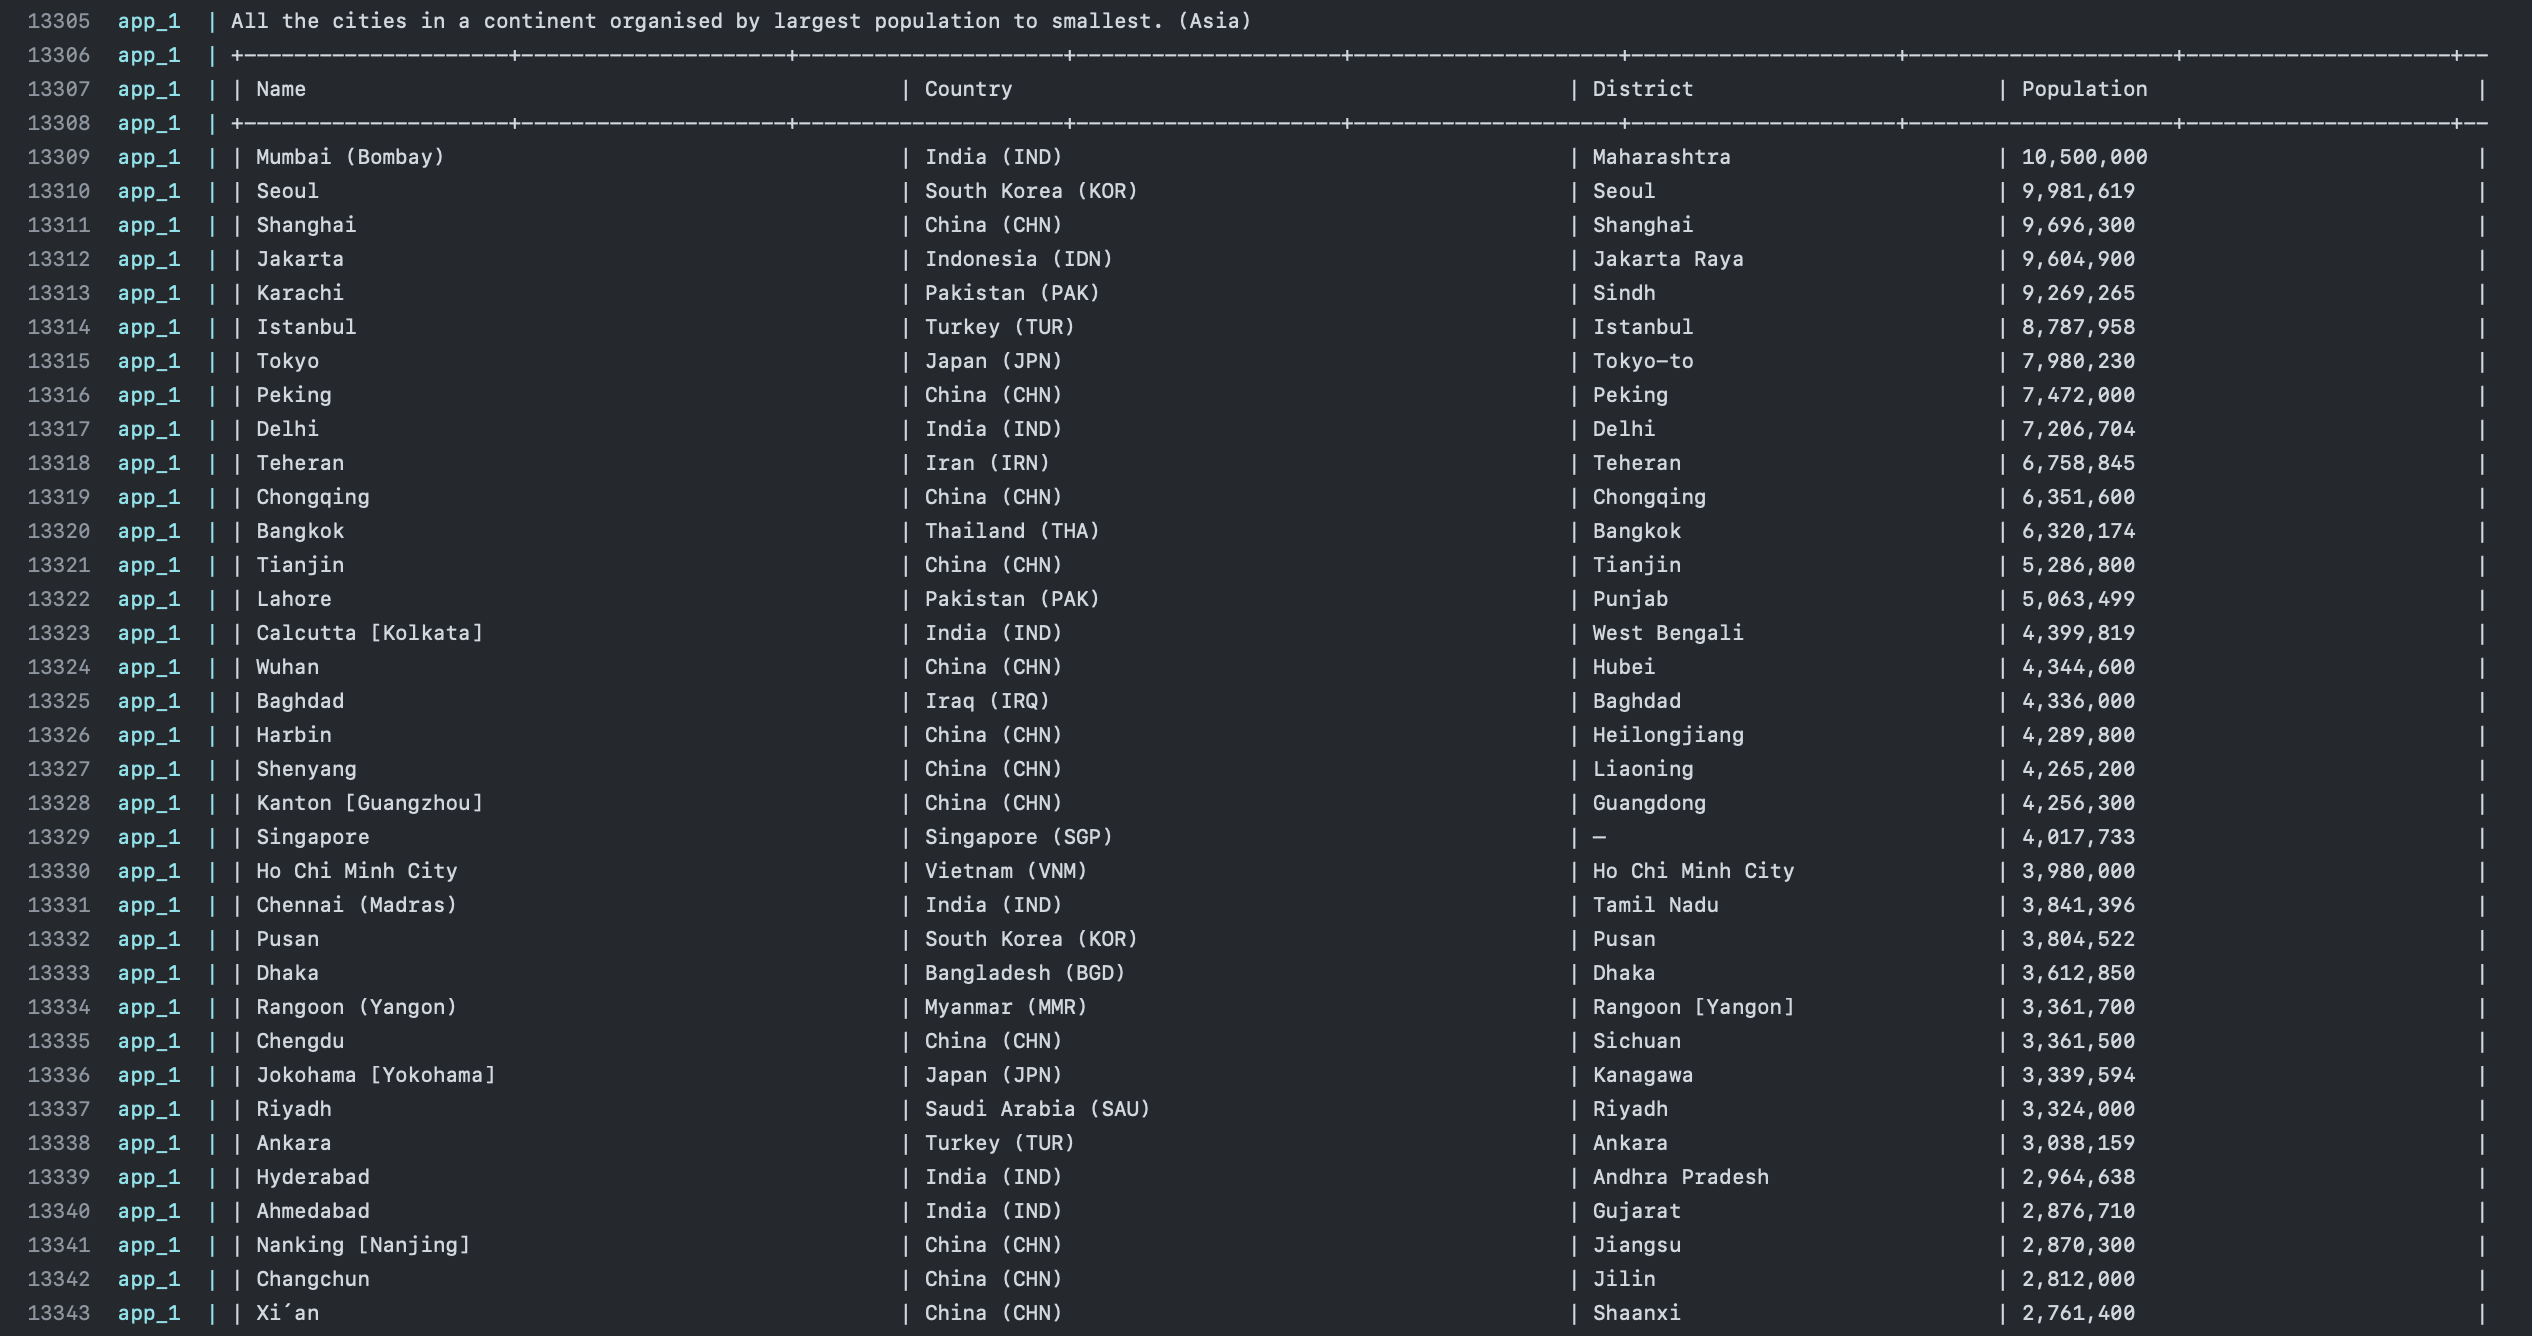 13305 app_1 | All the cities in a continent organised by largest population to smallest. (Asia)
13306 app_1 | +---------------------+---------------------+---------------------+---------------------+---------------------+---------------------+---------------------+---------------------+--
13307 app_1 | | Name | Country | District | Population |
13308 app_1 | +---------------------+---------------------+---------------------+---------------------+---------------------+---------------------+---------------------+---------------------+--
13309 app_1 | | Mumbai (Bombay) | India (IND) | Maharashtra | 10,500,000 |
13310 app_1 | | Seoul | South Korea (KOR) | Seoul | 9,981,619 |
13311 app_1 | | Shanghai | China (CHN) | Shanghai | 9,696,300 |
13312 app_1 | | Jakarta | Indonesia (IDN) | Jakarta Raya | 9,604,900 |
13313 app_1 | | Karachi | Pakistan (PAK) | Sindh | 9,269,265 |
13314 app_1 | | Istanbul | Turkey (TUR) | Istanbul | 8,787,958 |
13315 app_1 | | Tokyo | Japan (JPN) | Tokyo-to | 7,980,230 |
13316 app_1 | | Peking | China (CHN) | Peking | 7,472,000 |
13317 app_1 | | Delhi | India (IND) | Delhi | 7,206,704 |
13318 app_1 | | Teheran | Iran (IRN) | Teheran | 6,758,845 |
13319 app_1 | | Chongqing | China (CHN) | Chongqing | 6,351,600 |
13320 app_1 | | Bangkok | Thailand (THA) | Bangkok | 6,320,174 |
13321 app_1 | | Tianjin | China (CHN) | Tianjin | 5,286,800 |
13322 app_1 | | Lahore | Pakistan (PAK) | Punjab | 5,063,499 |
13323 app_1 | | Calcutta [Kolkata] | India (IND) | West Bengali | 4,399,819 |
13324 app_1 | | Wuhan | China (CHN) | Hubei | 4,344,600 |
13325 app_1 | | Baghdad | Iraq (IRQ) | Baghdad | 4,336,000 |
13326 app_1 | | Harbin | China (CHN) | Heilongjiang | 4,289,800 |
13327 app_1 | | Shenyang | China (CHN) | Liaoning | 4,265,200 |
13328 app_1 | | Kanton [Guangzhou] | China (CHN) | Guangdong | 4,256,300 |
13329 app_1 | | Singapore | Singapore (SGP) | – | 4,017,733 |
13330 app_1 | | Ho Chi Minh City | Vietnam (VNM) | Ho Chi Minh City | 3,980,000 |
13331 app_1 | | Chennai (Madras) | India (IND) | Tamil Nadu | 3,841,396 |
13332 app_1 | | Pusan | South Korea (KOR) | Pusan | 3,804,522 |
13333 app_1 | | Dhaka | Bangladesh (BGD) | Dhaka | 3,612,850 |
13334 app_1 | | Rangoon (Yangon) | Myanmar (MMR) | Rangoon [Yangon] | 3,361,700 |
13335 app_1 | | Chengdu | China (CHN) | Sichuan | 3,361,500 |
13336 app_1 | | Jokohama [Yokohama] | Japan (JPN) | Kanagawa | 3,339,594 |
13337 app_1 | | Riyadh | Saudi Arabia (SAU) | Riyadh | 3,324,000 |
13338 app_1 | | Ankara | Turkey (TUR) | Ankara | 3,038,159 |
13339 app_1 | | Hyderabad | India (IND) | Andhra Pradesh | 2,964,638 |
13340 app_1 | | Ahmedabad | India (IND) | Gujarat | 2,876,710 |
13341 app_1 | | Nanking [Nanjing] | China (CHN) | Jiangsu | 2,870,300 |
13342 app_1 | | Changchun | China (CHN) | Jilin | 2,812,000 |
13343 app_1 | | Xi´an | China (CHN) | Shaanxi | 2,761,400 |